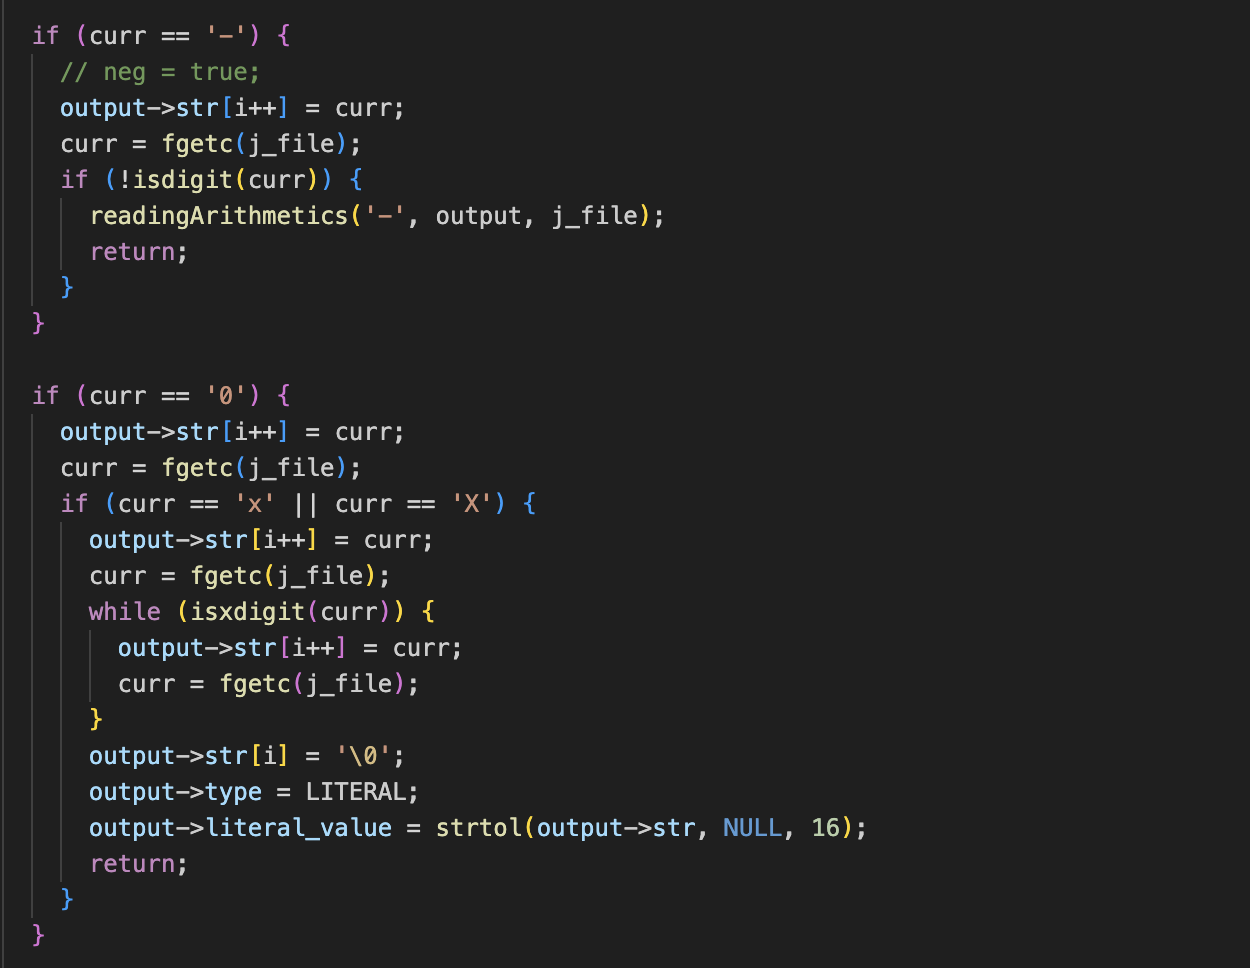 if (curr == '-') {
// neg = true;
output->str[i++] = curr;
curr = fgetc(j_file);
if (!isdigit(curr)) {
readingArithmetics('-', output, j_file);
return;
}
}
if (curr == '0') {
output->str[i++] = curr;
curr = fgetc(j_file);
if (curr == 'x' || curr == 'X') {
output->str[i++] = curr;
curr = fgetc(j_file);
while (isxdigit(curr)) {
output->str[i++] = curr;
curr = fgetc(j_file);
}
output->str[i] = '\0';
output->type = LITERAL;
output->literal_value = strtol(output->str, NULL, 16);
return;
}
}